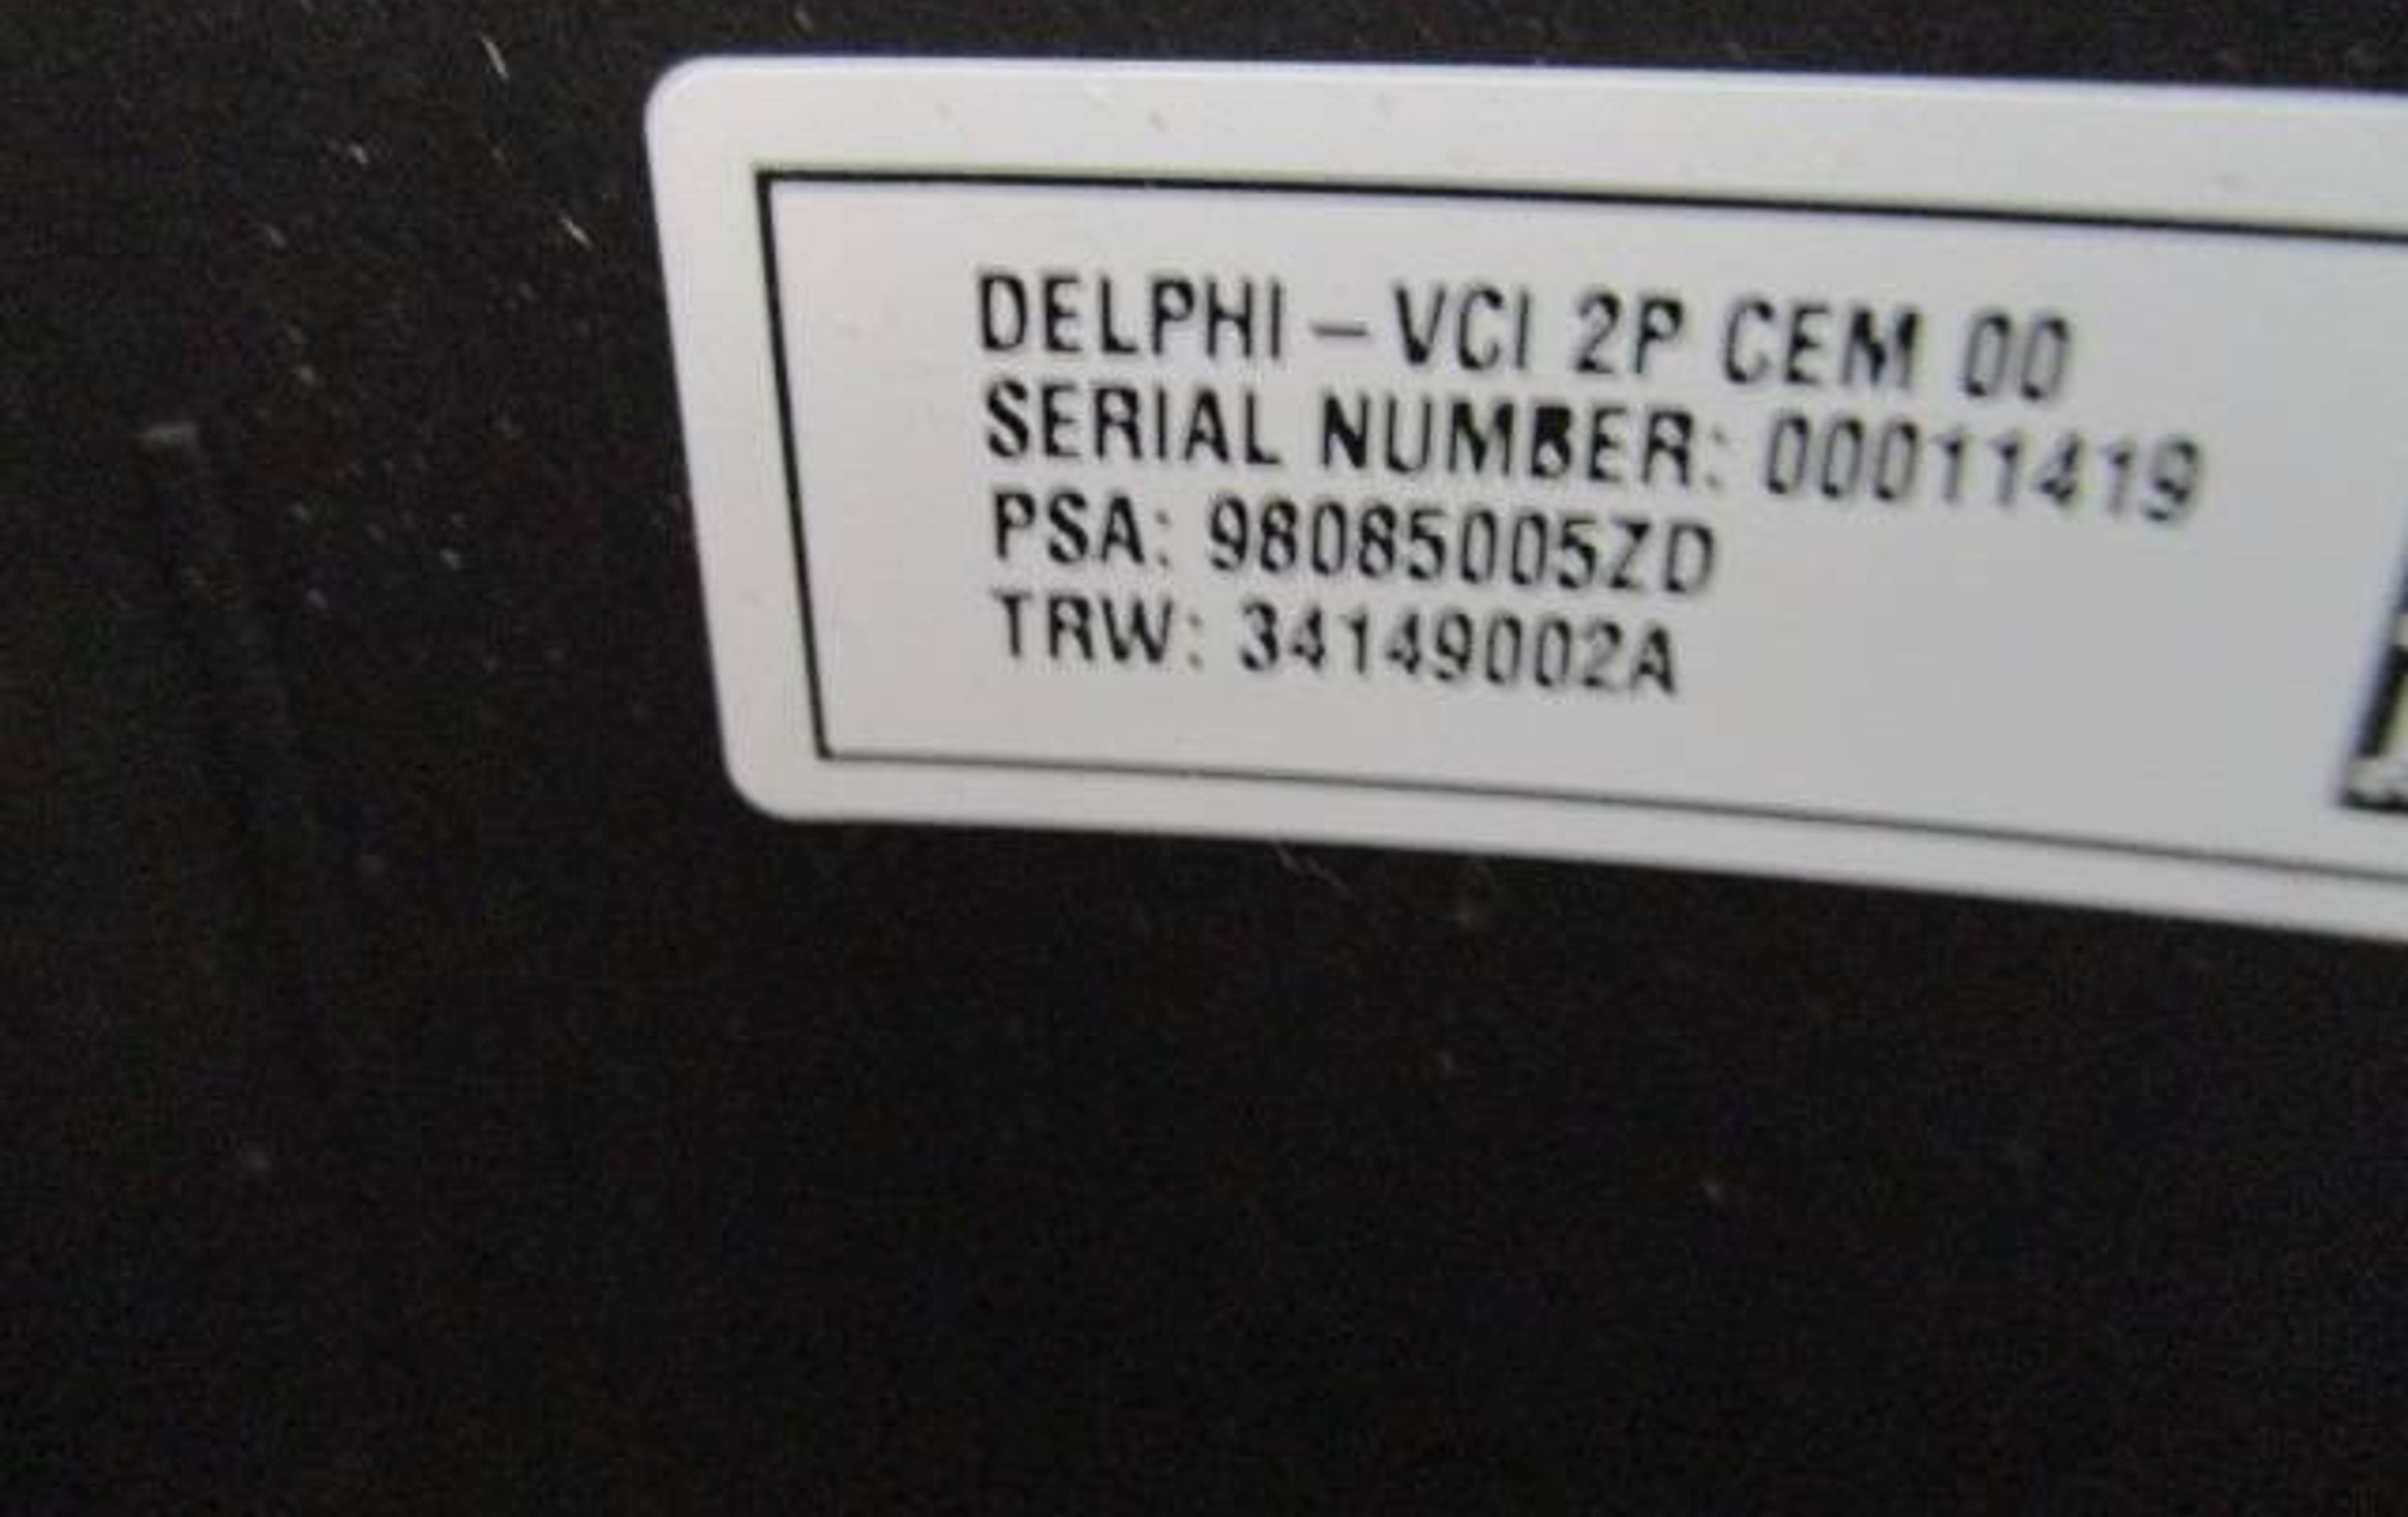 DELPHI – VCI 2P CEM 00
SERIAL NUMBER: 00011419
PSA: 98085005ZD
TRW: 34149002A